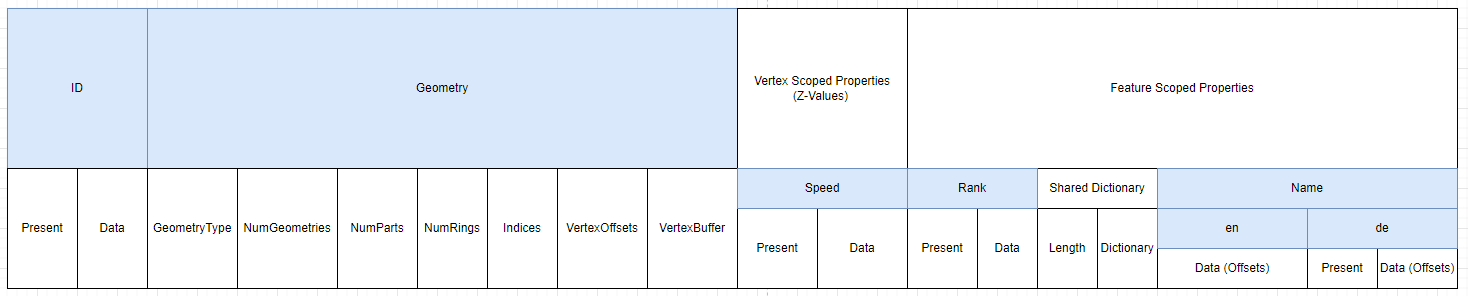 ID
Geometry
Vertex Scoped Properties
(Z-Values)
Feature Scoped Properties
Present
Data
GeometryType
NumGeometries
NumParts
NumRings
Indices
VertexOffsets
VertexBuffer
Speed
Rank
Shared Dictionary
Name
Present
Data
Present
Data
Length
Dictionary
en
de
Data (Offsets)
Present
Data (Offsets)